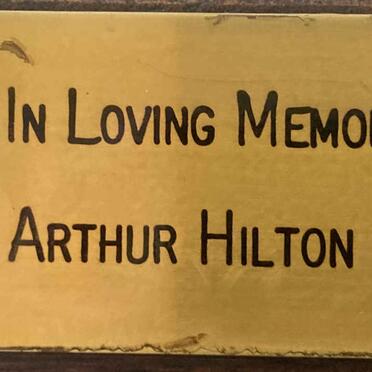 In Loving Memo
Arthur Hilton